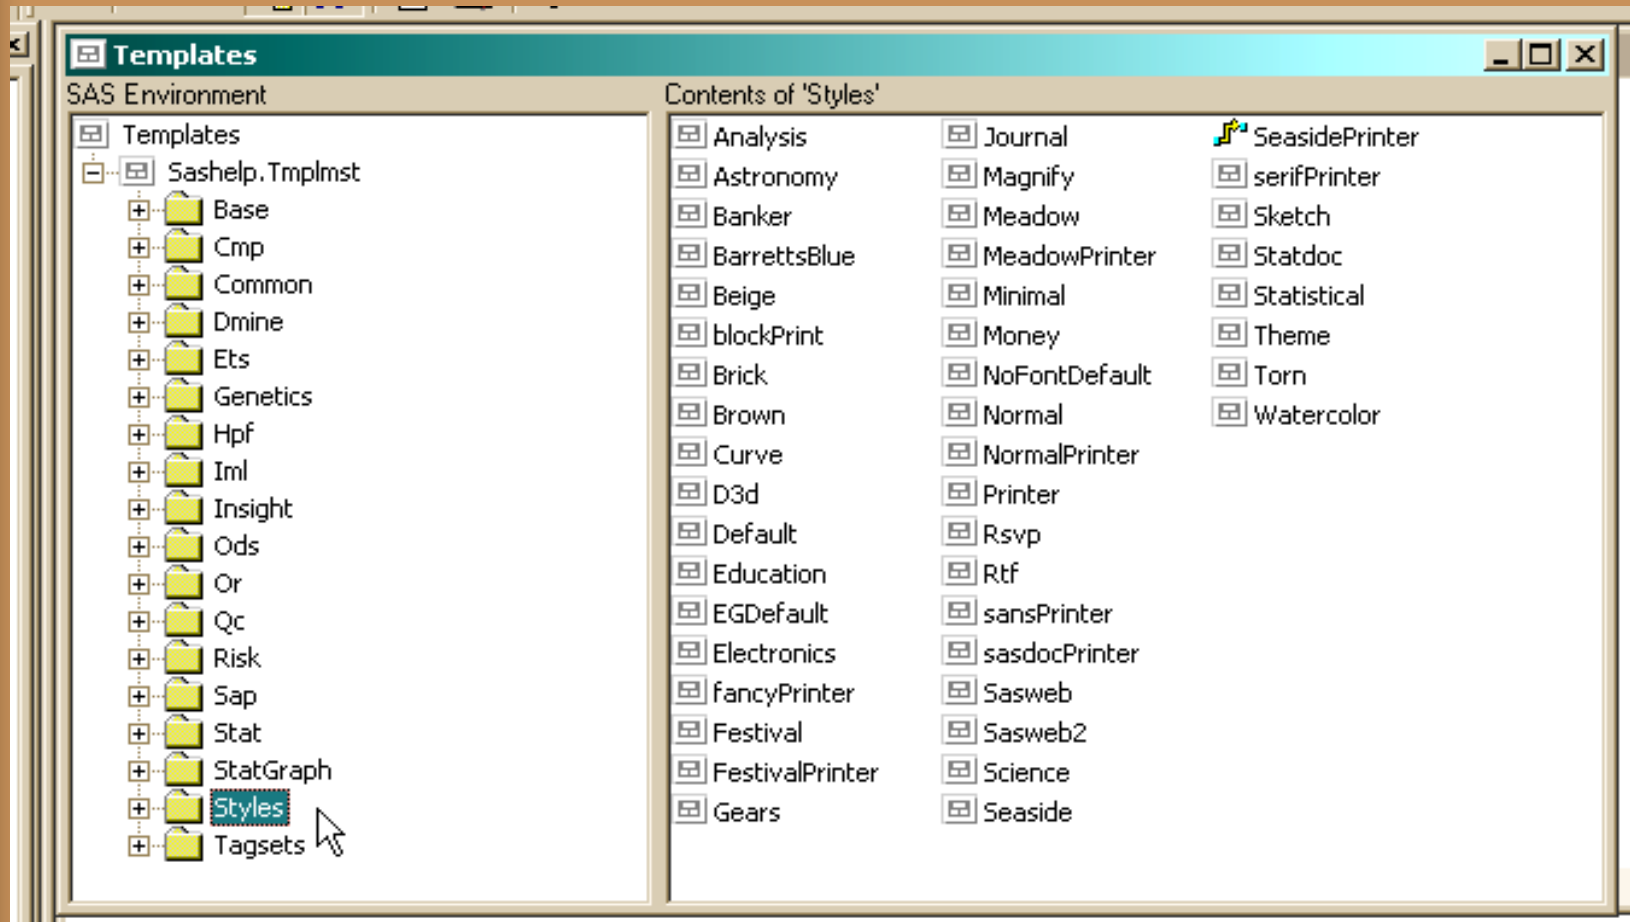 Templates
SAS Environment
Templates
Sashelp.Tmplmst
Base
Cmp
Common
Dmine
Ets
Genetics
Hpf
Iml
Insight
Ods
Or
Qc
Risk
Sap
Stat
StatGraph
Styles
Tagsets
Contents of 'Styles'
Analysis
Astronomy
Banker
BarrettsBlue
Beige
blockPrint
Brick
Brown
Curve
D3d
Default
Education
EGDefault
Electronics
fancyPrinter
Festival
FestivalPrinter
Gears
Journal
Magnify
Meadow
MeadowPrinter
Minimal
Money
NoFontDefault
Normal
NormalPrinter
Printer
Rsvp
Rtf
sansPrinter
sasdocPrinter
Sasweb
Sasweb2
Science
Seaside
SeasidePrinter
serifPrinter
Sketch
Statdoc
Statistical
Theme
Torn
Watercolor